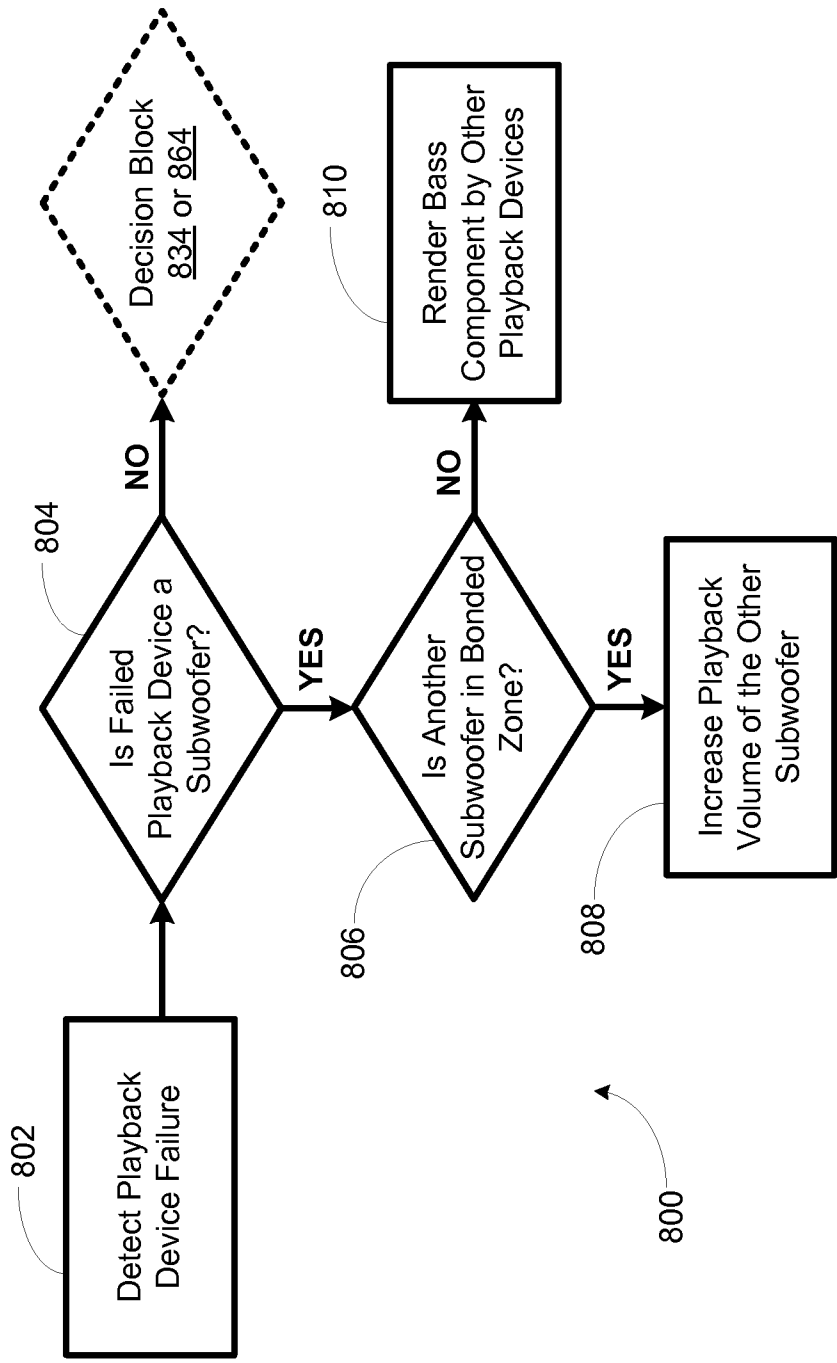 802
Detect Playback
Device Failure
804
Is Failed
Playback Device a
Subwoofer?
NO
Decision Block
834 or 864
YES
806
Is Another
Subwoofer in Bonded
Zone?
NO
810
Render Bass
Component by Other
Playback Devices
YES
808
Increase Playback
Volume of the Other
Subwoofer
800